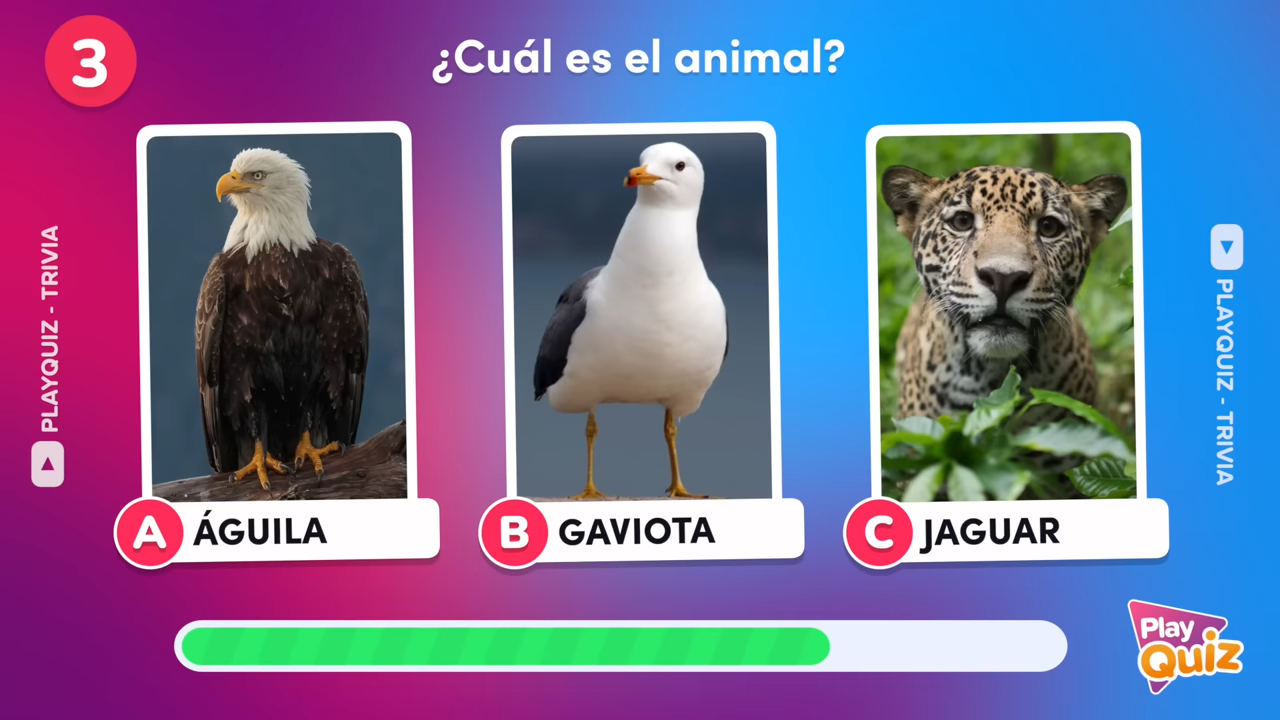 3
¿Cuál es el animal?
PLAYQUIZ - TRIVIA
PLAYQUIZ - TRIVIA
A ÁGUILA
B GAVIOTA
C JAGUAR
Play
Quiz